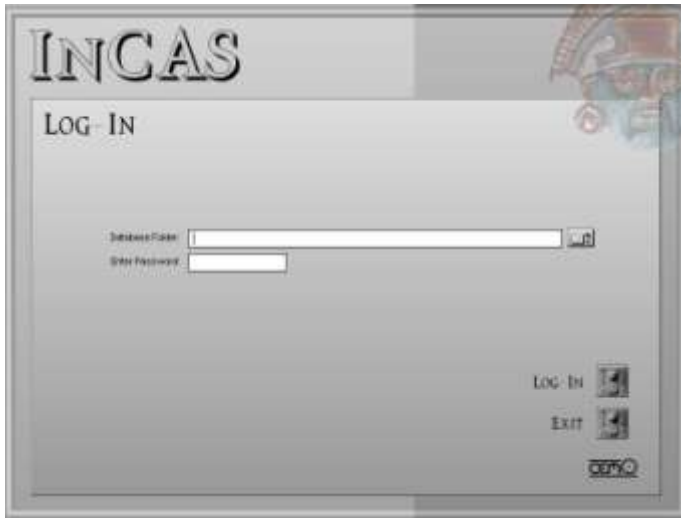 InCAS
Log-In
Database Folder:
Enter Password:
Log-In
Exit